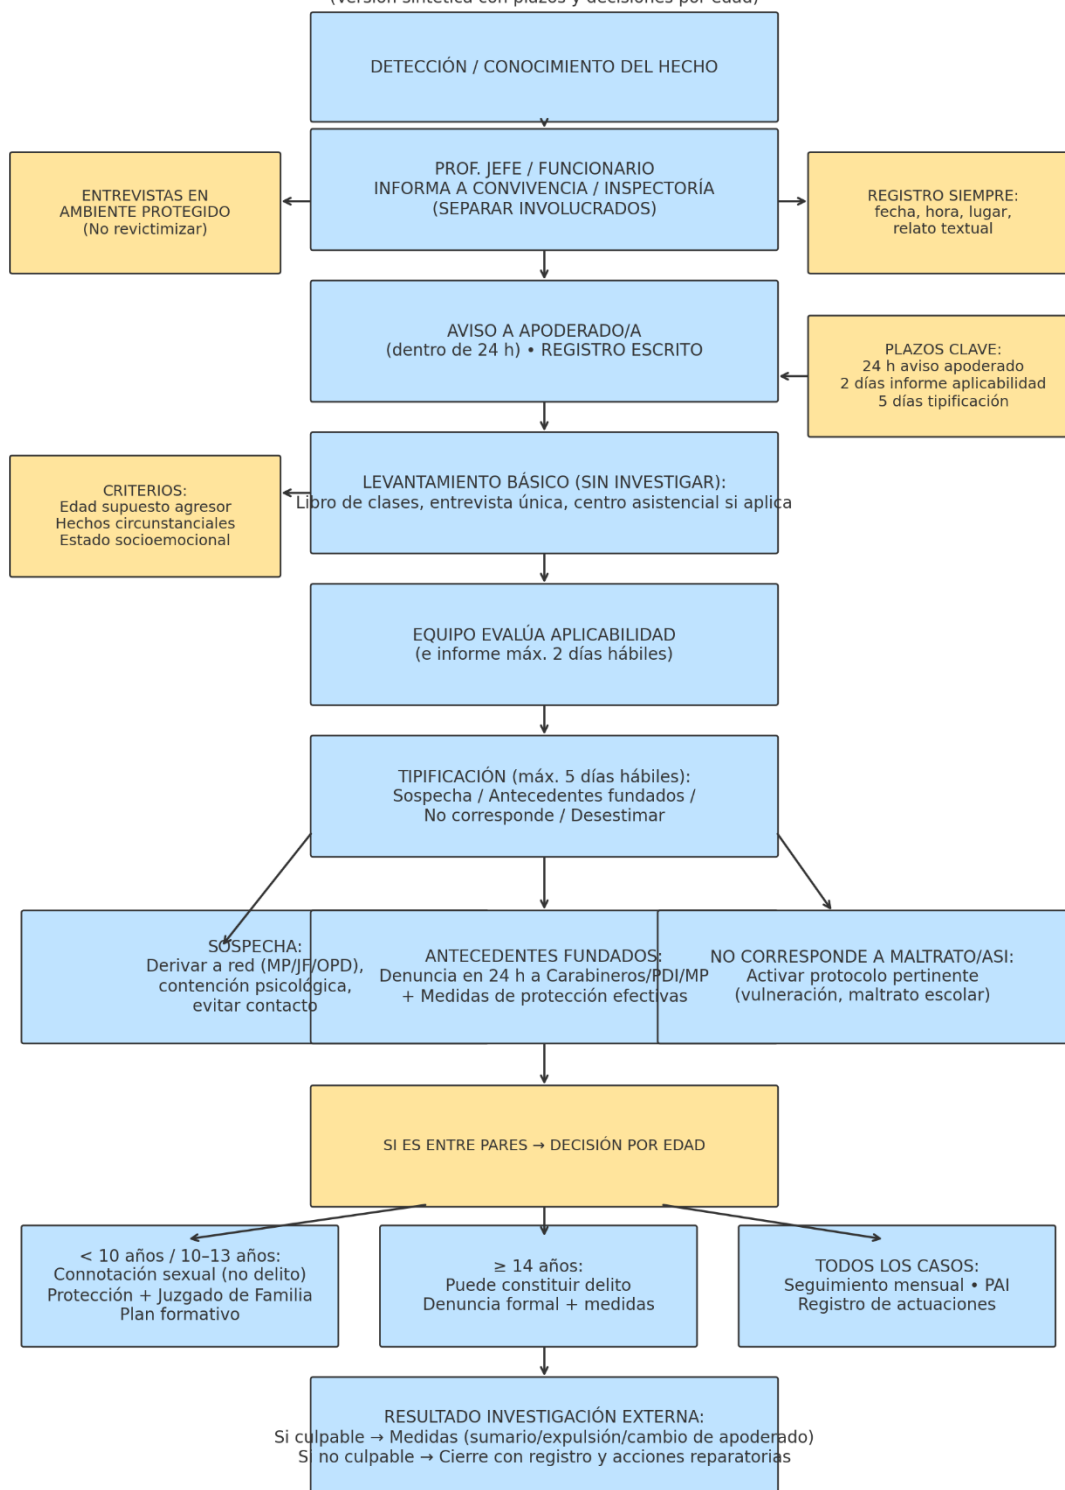 (versión sintética con plazos y decisiones por edad)
DETECCIÓN / CONOCIMIENTO DEL HECHO
PROF. JEFE / FUNCIONARIO
INFORMA A CONVIVENCIA / INSPECTORÍA
(SEPARAR INVOLUCRADOS)
ENTREVISTAS EN
AMBIENTE PROTEGIDO
(No revictimizar)
REGISTRO SIEMPRE:
fecha, hora, lugar,
relato textual
AVISO A APODERADO/A
(dentro de 24 h) • REGISTRO ESCRITO
PLAZOS CLAVE:
24 h aviso apoderado
2 días informe aplicabilidad
5 días tipificación
LEVANTAMIENTO BÁSICO (SIN INVESTIGAR):
Libro de clases, entrevista única, centro asistencial si aplica
CRITERIOS:
Edad supuesto agresor
Hechos circunstanciales
Estado socioemocional
EQUIPO EVALÚA APLICABILIDAD
(e informe máx. 2 días hábiles)
TIPIFICACIÓN (máx. 5 días hábiles):
Sospecha / Antecedentes fundados /
No corresponde / Desestimar
SOSPECHA:
Derivar a red (MP/JF/OPD),
contención psicológica,
evitar contacto
ANTECEDENTES FUNDADOS:
Denuncia en 24 h a Carabineros/PDI/MP
+ Medidas de protección efectivas
NO CORRESPONDE A MALTRATO/ASI:
Activar protocolo pertinente
(vulneración, maltrato escolar)
SI ES ENTRE PARES → DECISIÓN POR EDAD
< 10 años / 10–13 años:
Connotación sexual (no delito)
Protección + Juzgado de Familia
Plan formativo
≥ 14 años:
Puede constituir delito
Denuncia formal + medidas
TODOS LOS CASOS:
Seguimiento mensual • PAI
Registro de actuaciones
RESULTADO INVESTIGACIÓN EXTERNA:
Si culpable → Medidas (sumario/expulsión/cambio de apoderado)
Si no culpable → Cierre con registro y acciones reparatorias